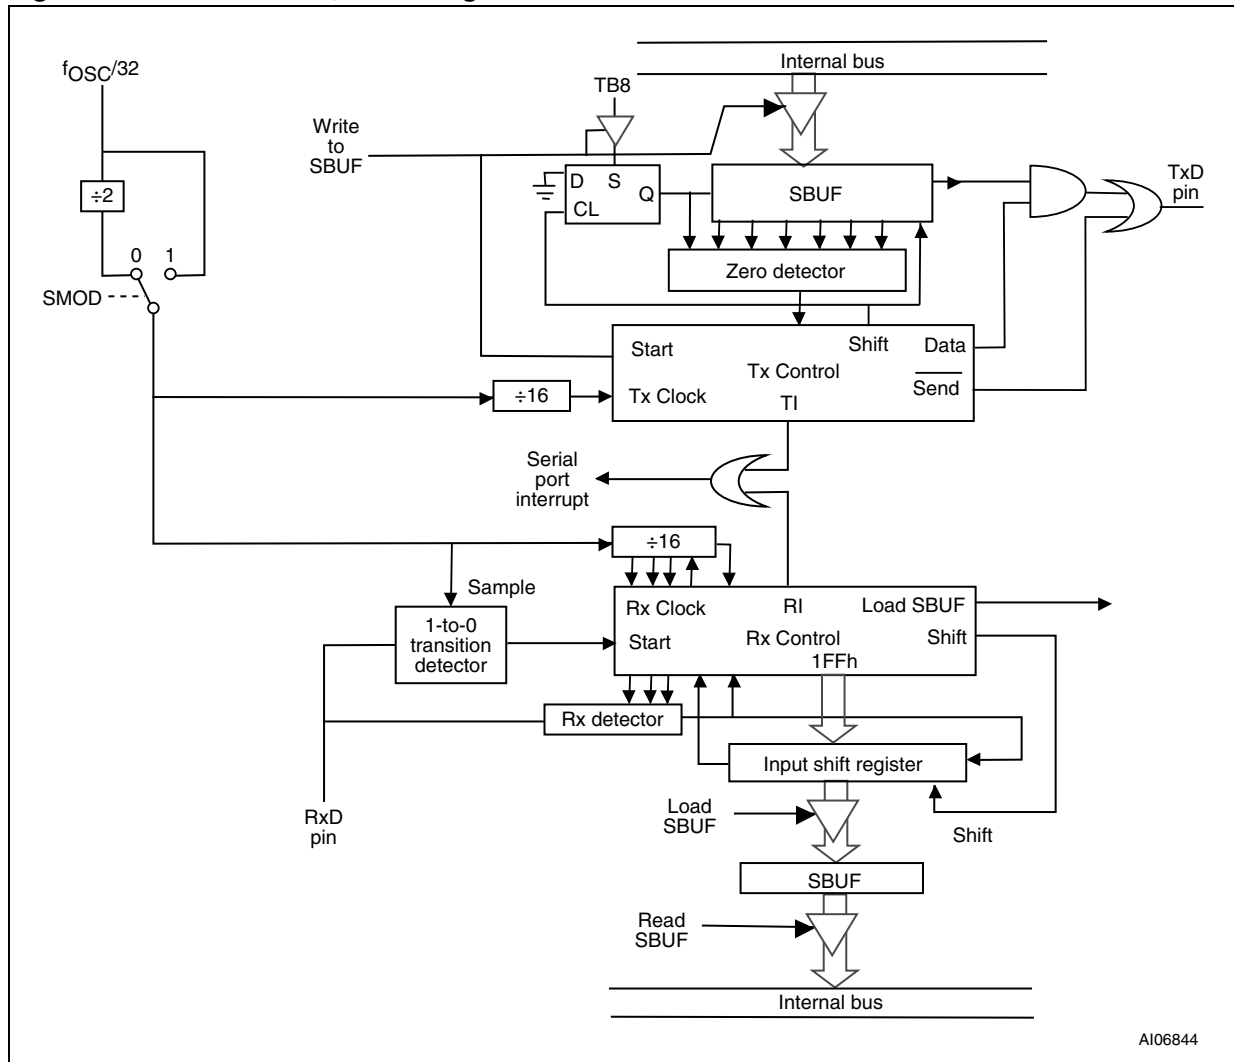 Internal bus
fOSC/32
TB8
Write
to
SBUF
D S
Q
CL
SBUF
TxD
pin
÷2
0 1
SMOD
Zero detector
Start
Shift
Data
Tx Control
Send
Tx Clock
TI
÷16
Serial
port
interrupt
÷16
Sample
Rx Clock
RI
Load SBUF
1-to-0
transition
detector
Start
Rx Control
Shift
1FFh
Rx detector
Input shift register
RxD
pin
Load
SBUF
Shift
SBUF
Read
SBUF
Internal bus
AI06844